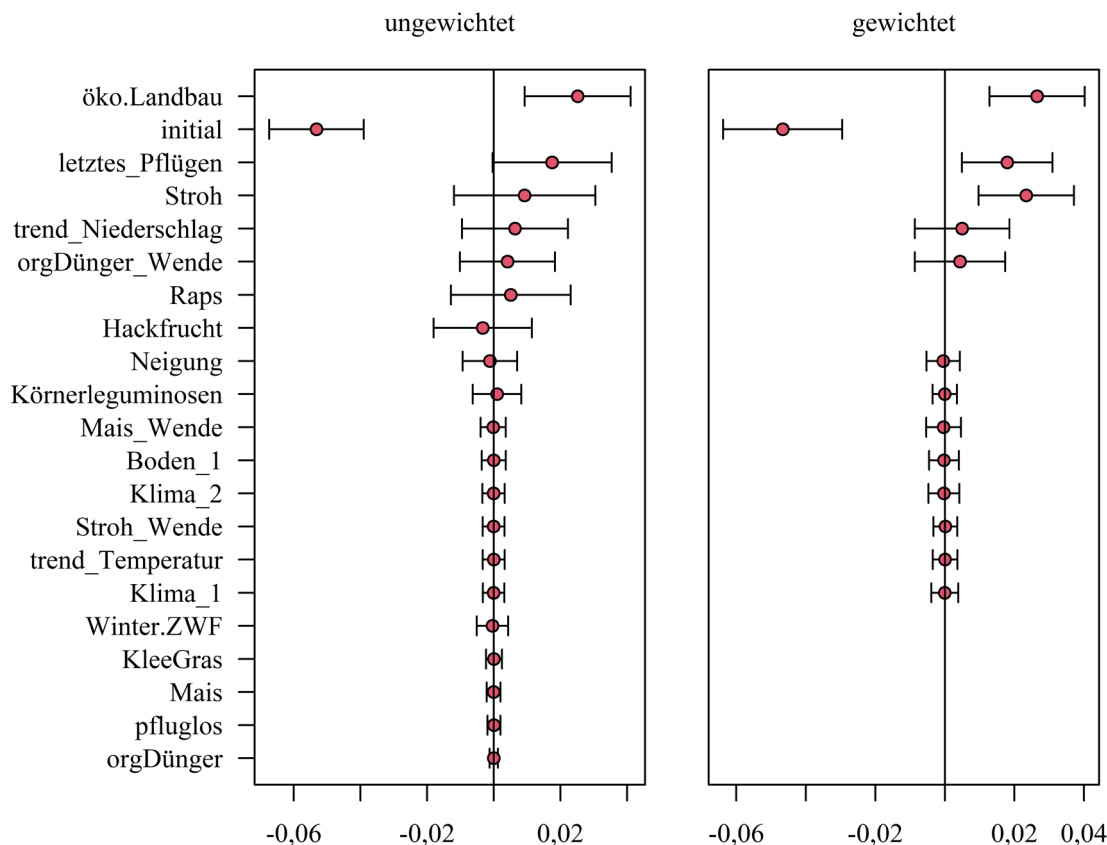 ungewichtet
gewichtet
öko.Landbau
initial
letztes_Pflügen
Stroh
trend_Niederschlag
orgDünger_Wende
Raps
Hackfrucht
Neigung
Körnerleguminosen
Mais_Wende
Boden_1
Klima_2
Stroh_Wende
trend_Temperatur
Klima_1
Winter.ZWF
KleeGras
Mais
pfluglos
orgDünger
-0,06 -0,02 0,02
-0,06 -0,02 0,02 0,04